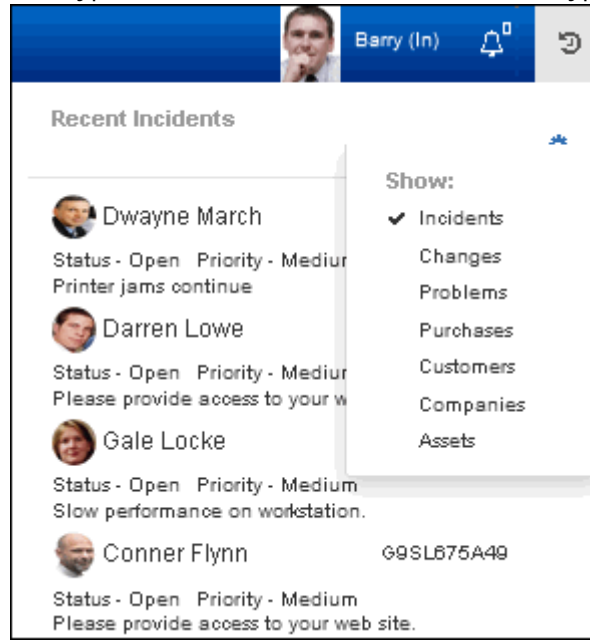 Barry (In)
0
Recent Incidents
Show:
Incidents
Changes
Problems
Purchases
Customers
Companies
Assets
Dwayne March
Status - Open Priority -
Printer jams continue
Darren Lowe
Status - Open Priority -
Please provide access to your
Gale Locke
Status - Open Priority - Medium
Slow performance on workstation.
Conner Flynn G9SL675A49
Status - Open Priority - Medium
Please provide access to your web site.